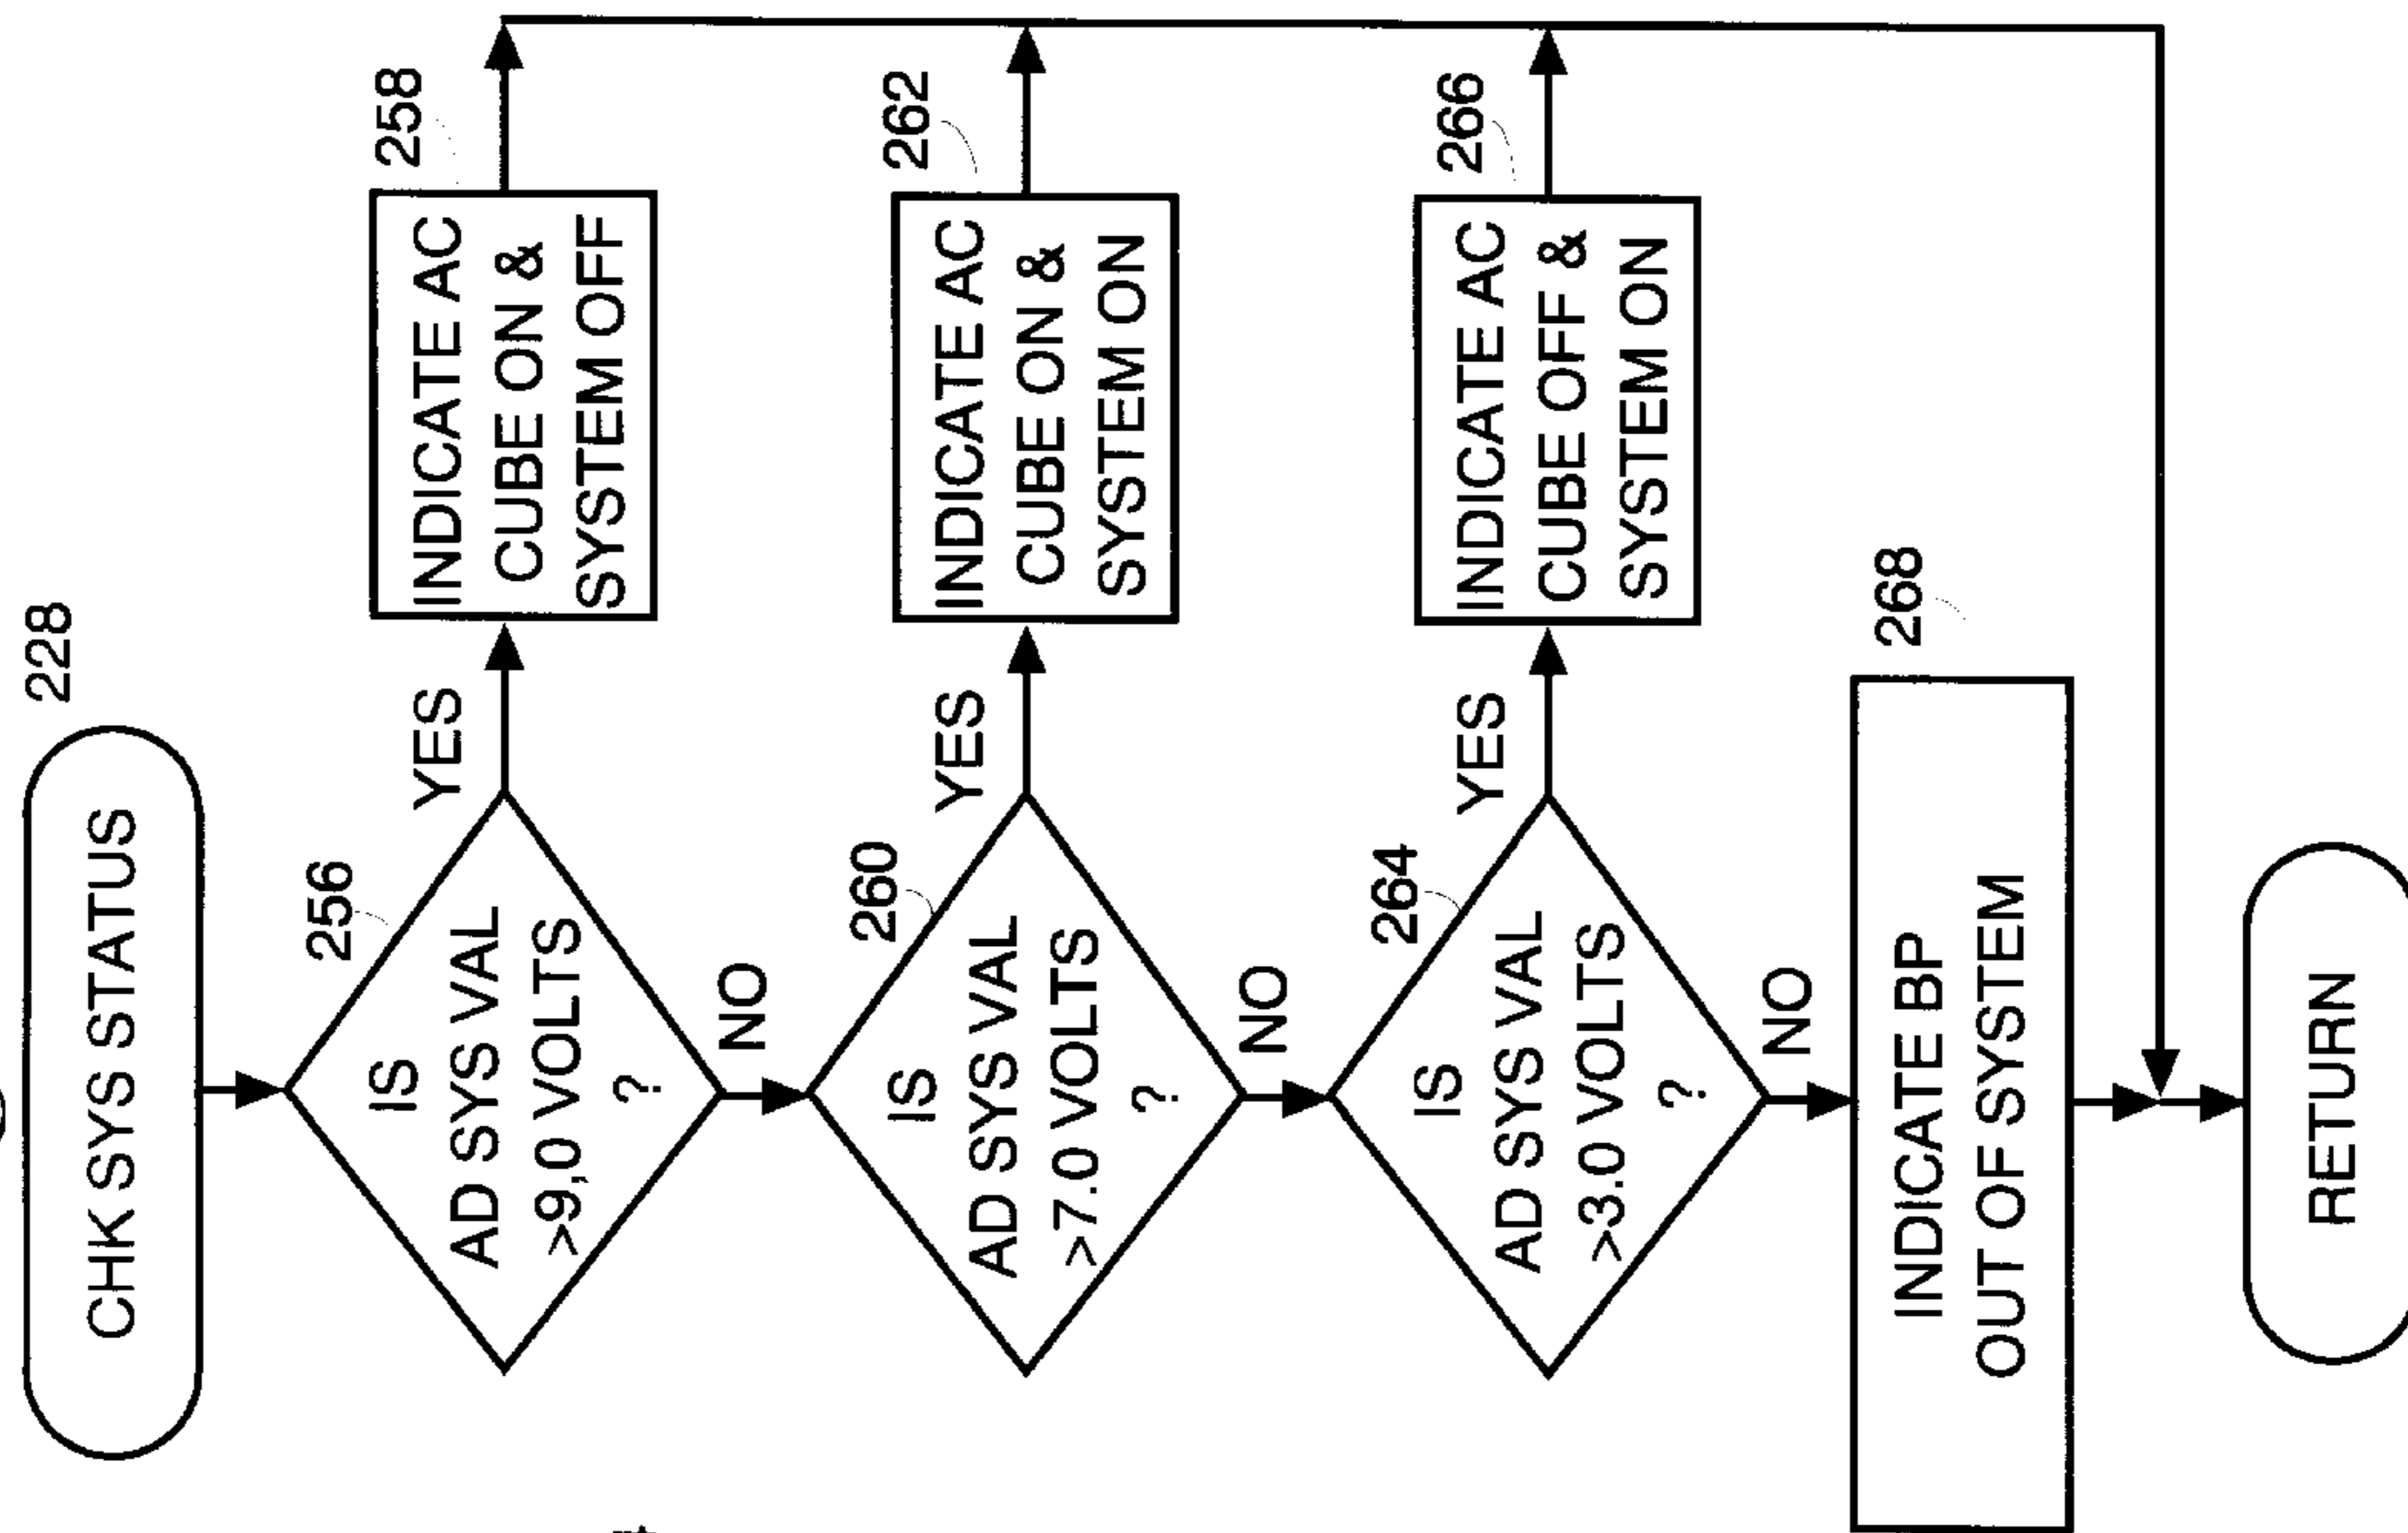 228
CHK SYS STATUS
256
IS
AD SYS VAL
>9,0 VOLTS
?
YES
258
INDICATE AC
CUBE ON &
SYSTEM OFF
NO
260
IS
AD SYS VAL
>7.0 VOLTS
?
YES
262
INDICATE AC
CUBE ON &
SYSTEM ON
NO
264
IS
AD SYS VAL
>3.0 VOLTS
?
YES
266
INDICATE AC
CUBE OFF &
SYSTEM ON
NO
268
INDICATE BP
OUT OF SYSTEM
RETURN